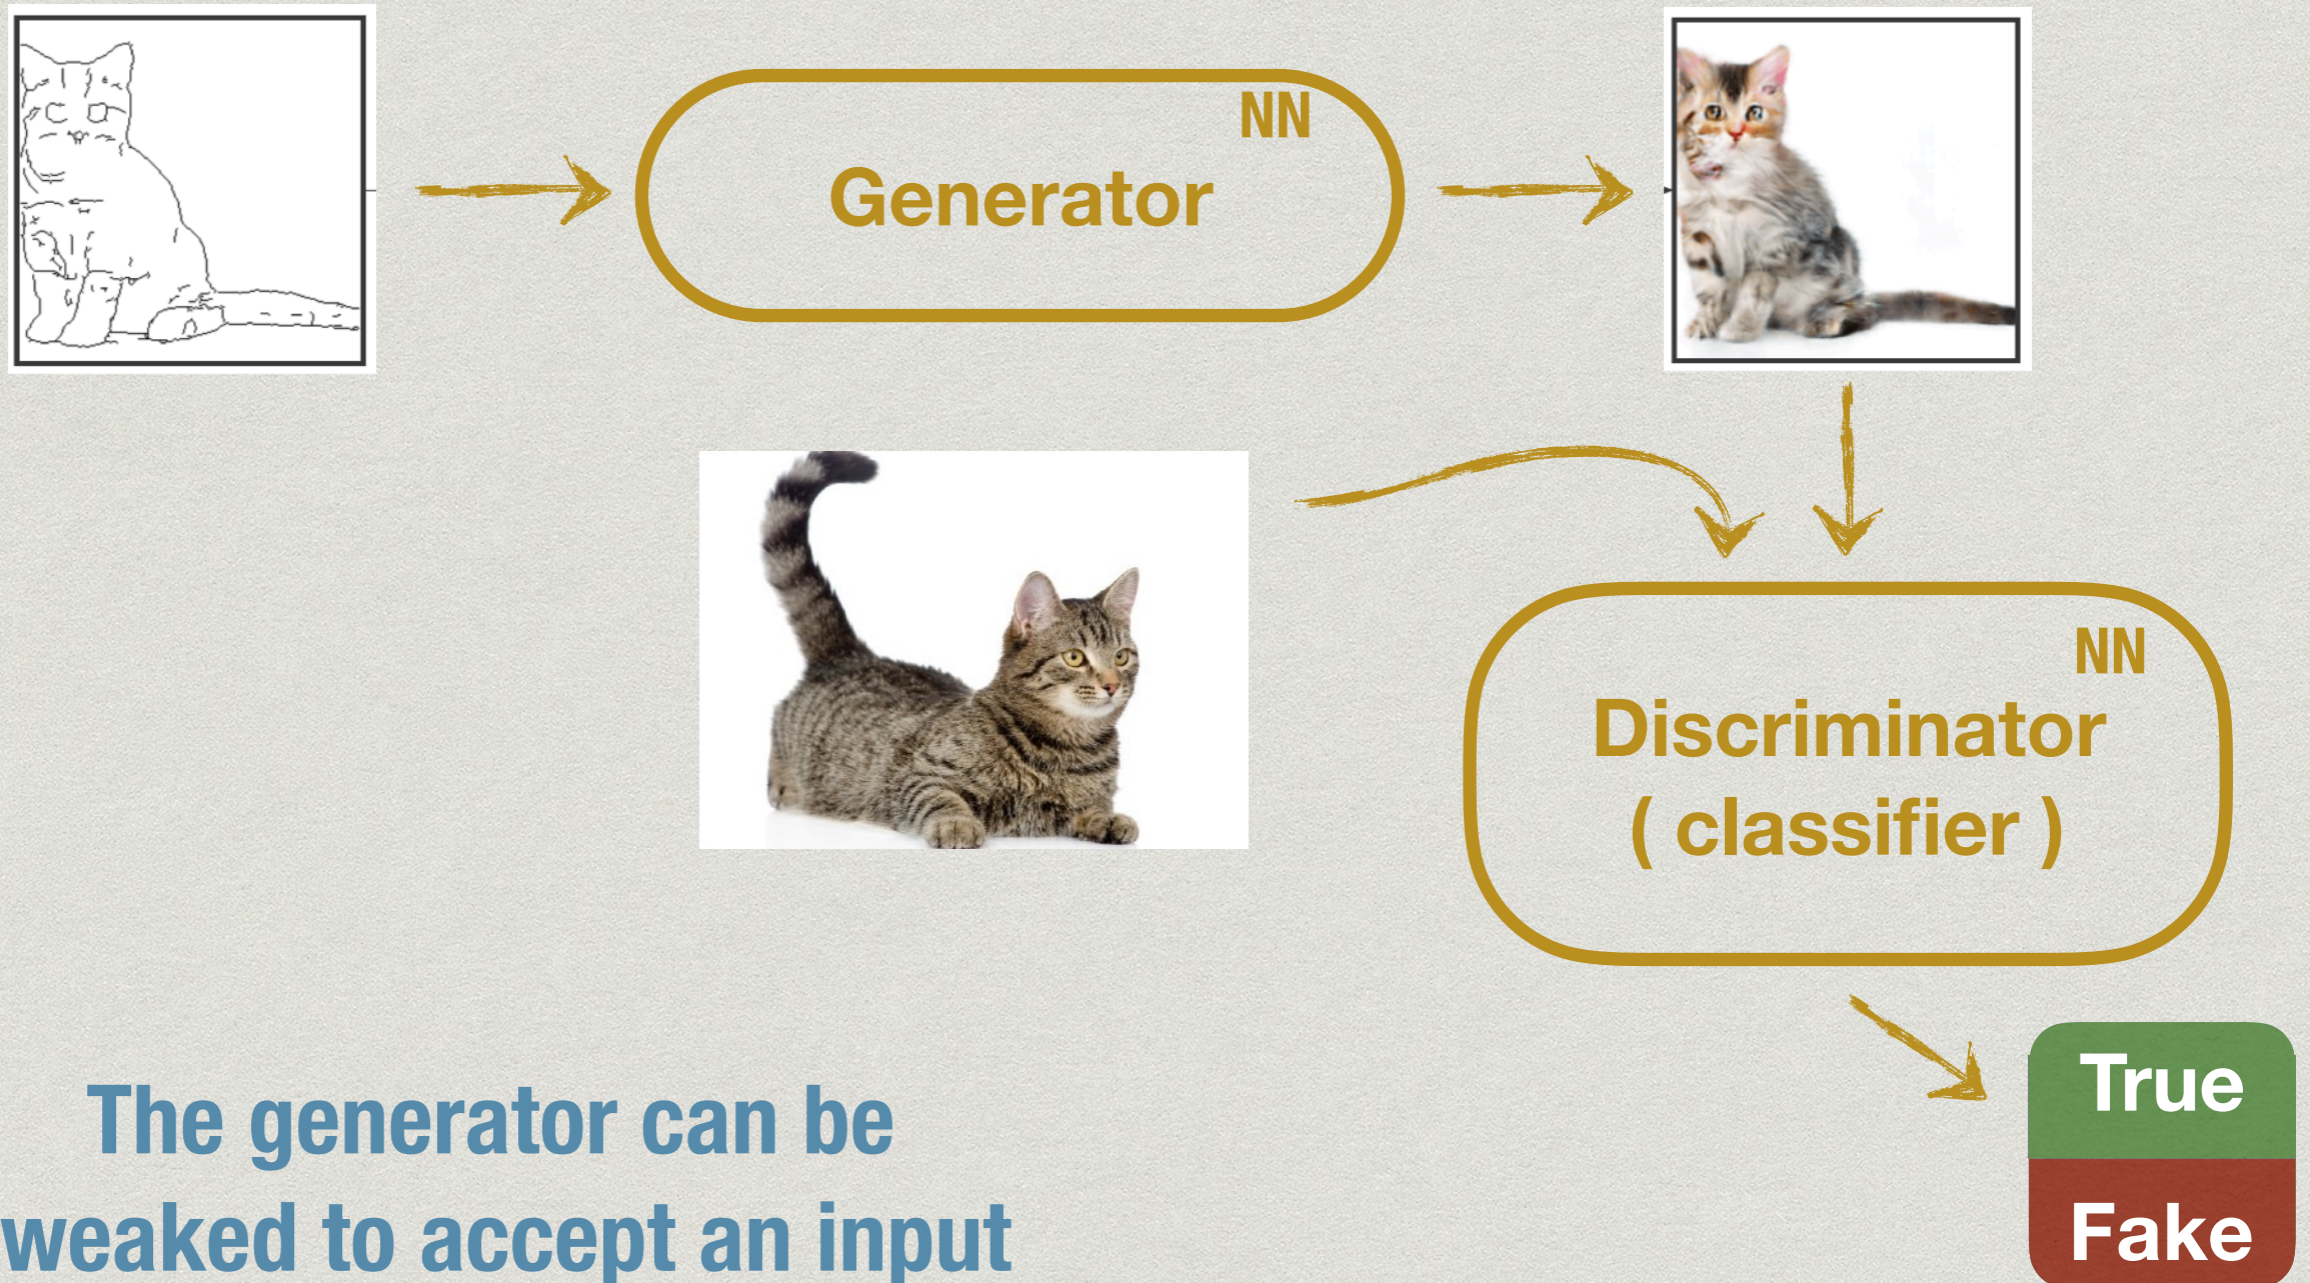 NN
Generator
NN
Discriminator
( classifier )
True
Fake
The generator can be
weaked to accept an input